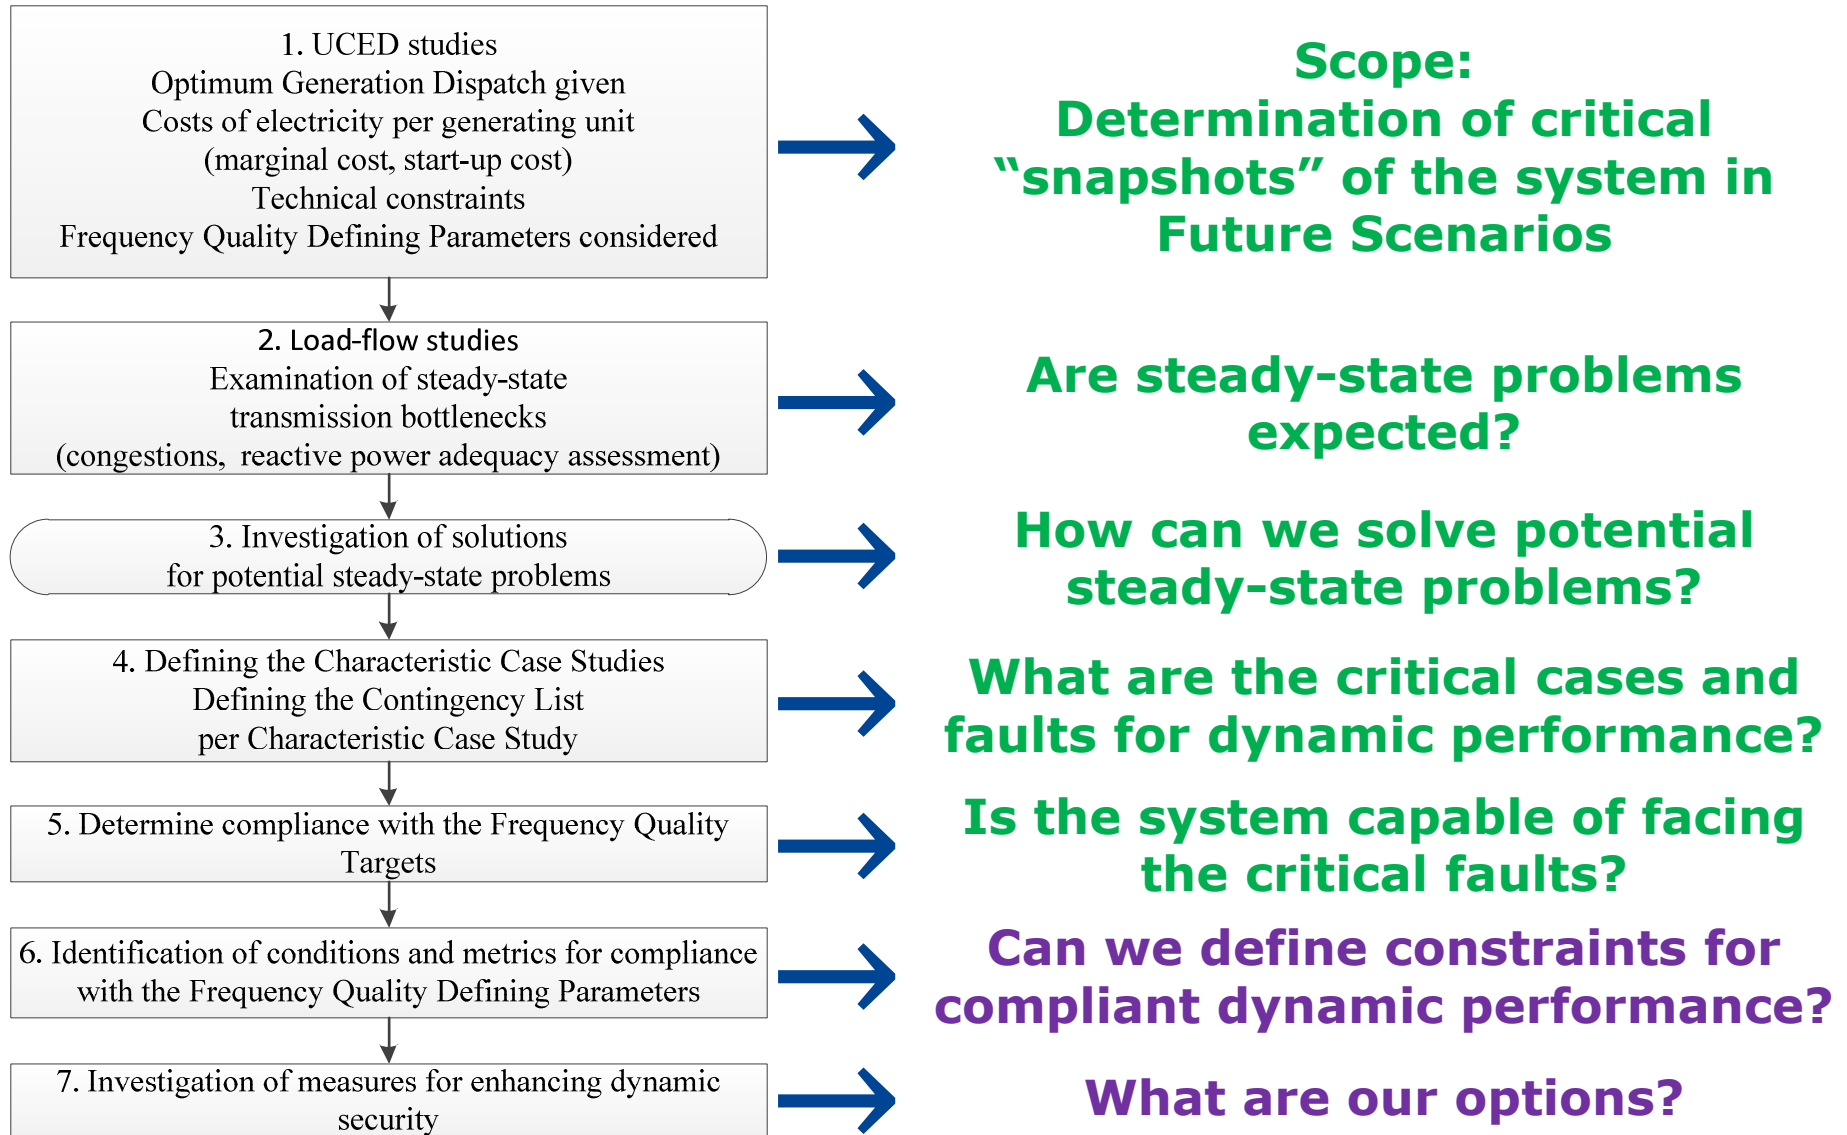 1. UCED studies
Optimum Generation Dispatch given
Costs of electricity per generating unit
(marginal cost, start-up cost)
Technical constraints
Frequency Quality Defining Parameters considered
Scope:
Determination of critical
“snapshots” of the system in
Future Scenarios
2. Load-flow studies
Examination of steady-state
transmission bottlenecks
(congestions, reactive power adequacy assessment)
Are steady-state problems
expected?
3. Investigation of solutions
for potential steady-state problems
How can we solve potential
steady-state problems?
4. Defining the Characteristic Case Studies
Defining the Contingency List
per Characteristic Case Study
What are the critical cases and
faults for dynamic performance?
5. Determine compliance with the Frequency Quality
Targets
Is the system capable of facing
the critical faults?
6. Identification of conditions and metrics for compliance
with the Frequency Quality Defining Parameters
Can we define constraints for
compliant dynamic performance?
7. Investigation of measures for enhancing dynamic
security
What are our options?